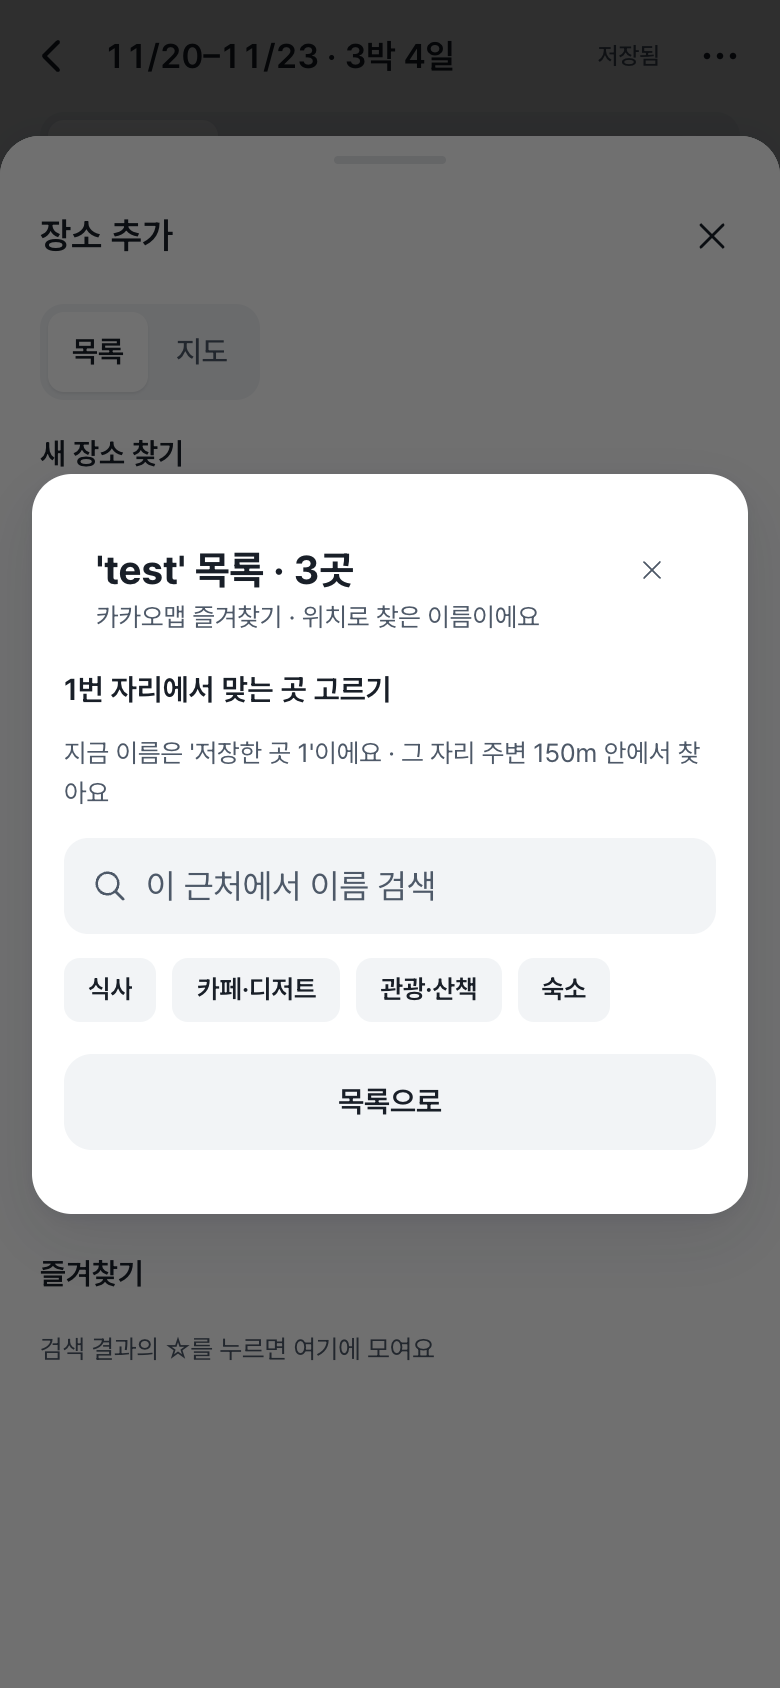 11/20–11/23 · 3박 4일
저장됨
장소 추가
목록
지도
새 장소 찾기
'test' 목록 · 3곳
카카오맵 즐겨찾기 · 위치로 찾은 이름이에요
1번 자리에서 맞는 곳 고르기
지금 이름은 '저장한 곳 1'이에요 · 그 자리 주변 150m 안에서 찾
아요
이 근처에서 이름 검색
식사
카페·디저트
관광·산책
숙소
목록으로
즐겨찾기
검색 결과의 ☆를 누르면 여기에 모여요